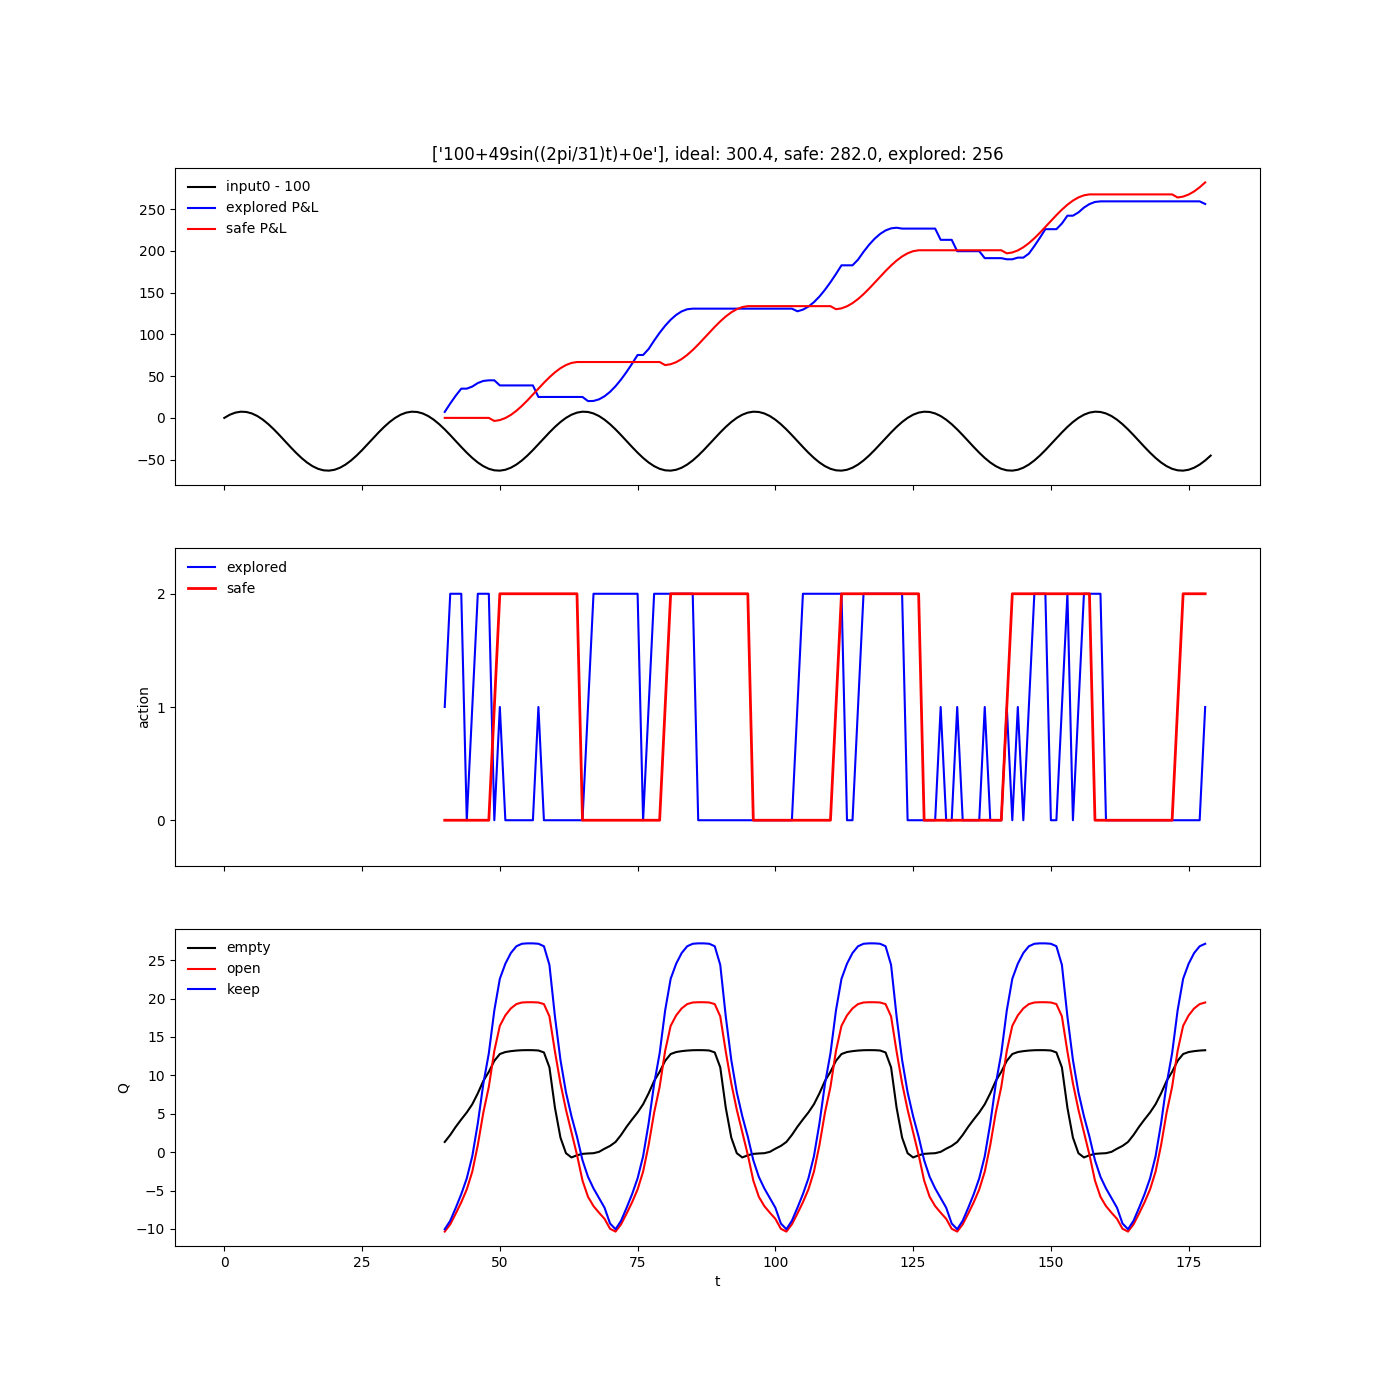 ['100+49sin((2pi/31)t)+0e'], ideal: 300.4, safe: 282.0, explored: 256
input0 - 100
explored P&L
safe P&L
250
200
150
100
50
0
−50
explored
safe
2
1
0
action
empty
open
keep
25
20
15
10
5
0
−5
−10
Q
0 25 50 75 100 125 150 175
t